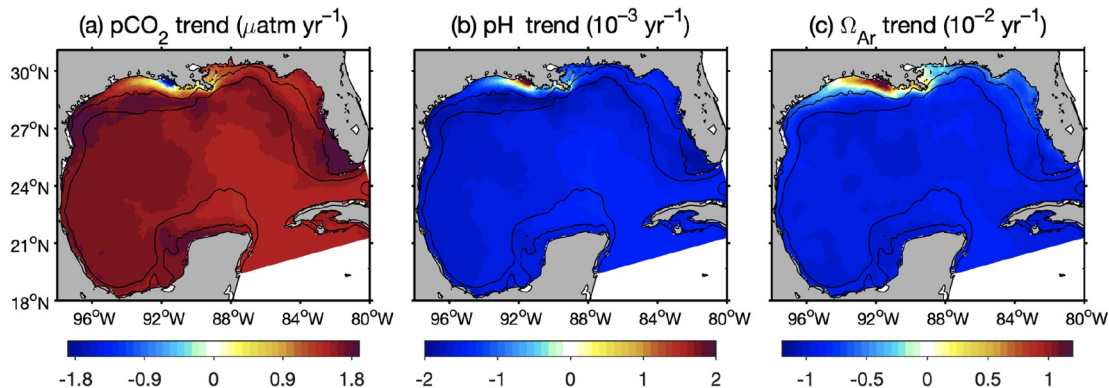 (a) pCO₂ trend (μatm yr⁻¹)
(b) pH trend (10⁻³ yr⁻¹)
(c) Ω_Ar trend (10⁻² yr⁻¹)
30°N
27°N
24°N
21°N
18°N
96°W 92°W 88°W 84°W 80°W
96°W 92°W 88°W 84°W 80°W
96°W 92°W 88°W 84°W 80°W
-1.8 -0.9 0 0.9 1.8
-2 -1 0 1 2
-1 -0.5 0 0.5 1